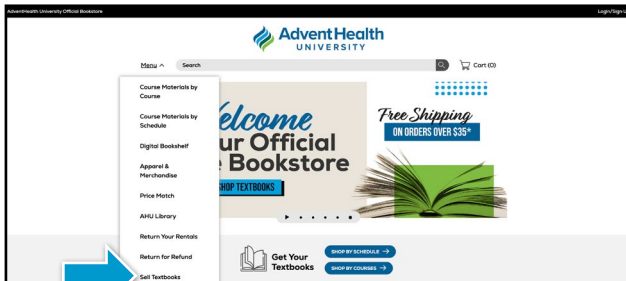 AdventHealth University Official Bookstore
Login/Sign-U
Advent Health
UNIVERSITY
Menu
Search
Cart (0)
Course Materials by
Course
Course Materials by
Schedule
Digital Bookshelf
Apparel &
Merchandise
Price Match
AHU Library
Return Your Rentals
Return for Refund
Sell Textbooks
elcome
ur Official
Bookstore
HOP TEXTBOOKS
Free Shipping
ON ORDERS OVER $35*
Get Your
Textbooks
SHOP BY SCHEDULE →
SHOP BY COURSES →